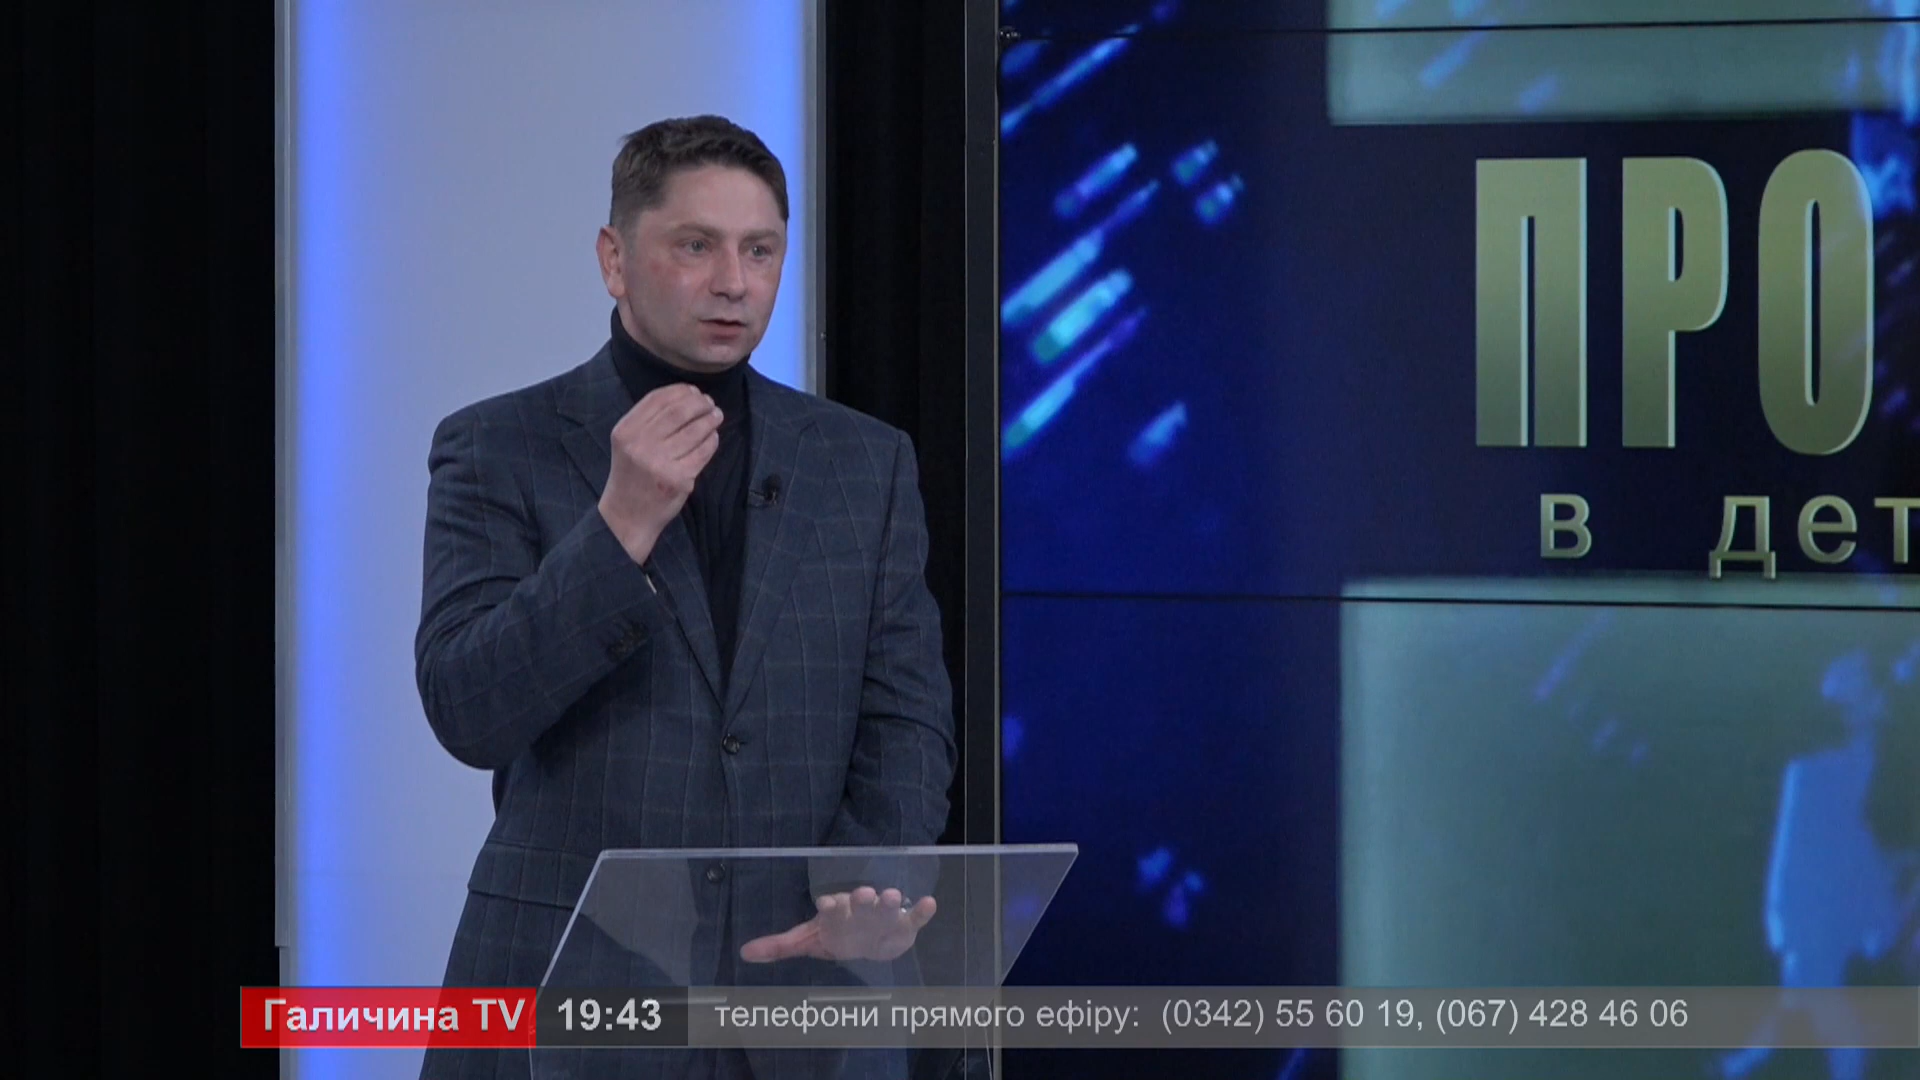 ПРО
в дет
Галичина TV 19:43 телефони прямого ефіру: (0342) 55 60 19, (067) 428 46 06